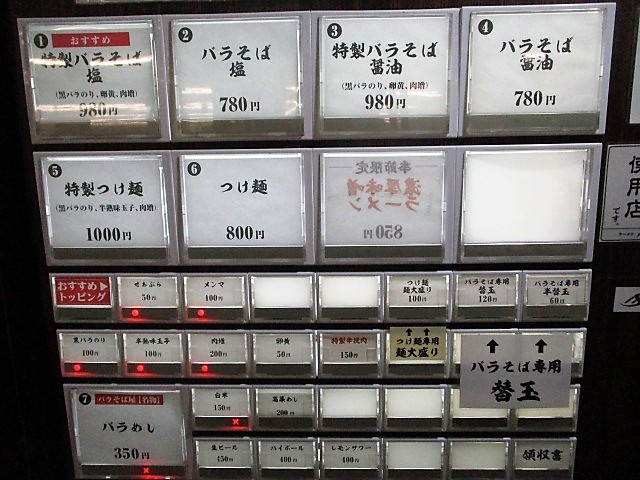 1 おすすめ
特製バラそば
塩
(黒バラのり、卵黄、肉増)
980円
2 バラそば
塩
780円
3 特製バラそば
醤油
(黒バラのり、卵黄、肉増)
980円
4 バラそば
醤油
780円
5 特製つけ麺
(黒バラのり、半熟味玉子、肉増)
1000円
6 つけ麺
800円
季節限定
濃厚味噌
ラーメン
850円
使用店
です。
おすすめ▶
トッピング
せあぶら
50円
メンマ
100円
つけ麺
麺大盛り
100円
バラそば専用
替玉
120円
バラそば専用
半替玉
60円
黒バラのり
100円
半熟味玉子
100円
肉増
200円
卵黄
50円
150円
↑ ↑
つけ麺専用
麺大盛り
↑ ↑
バラそば専用
替玉
7 バラそば屋【名物】
バラめし
350円
白米
150円
200円
生ビール
450円
ハイボール
400円
レモンサワー
400円
領収書